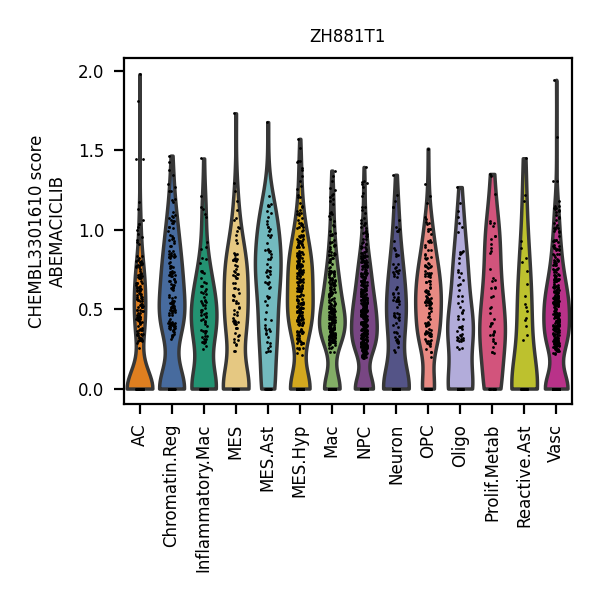 ZH881T1
CHEMBL3301610 score
ABEMACICLIB
2.0
1.5
1.0
0.5
0.0
AC
Chromatin.Reg
Inflammatory.Mac
MES
MES.Ast
MES.Hyp
Mac
NPC
Neuron
OPC
Oligo
Prolif.Metab
Reactive.Ast
Vasc